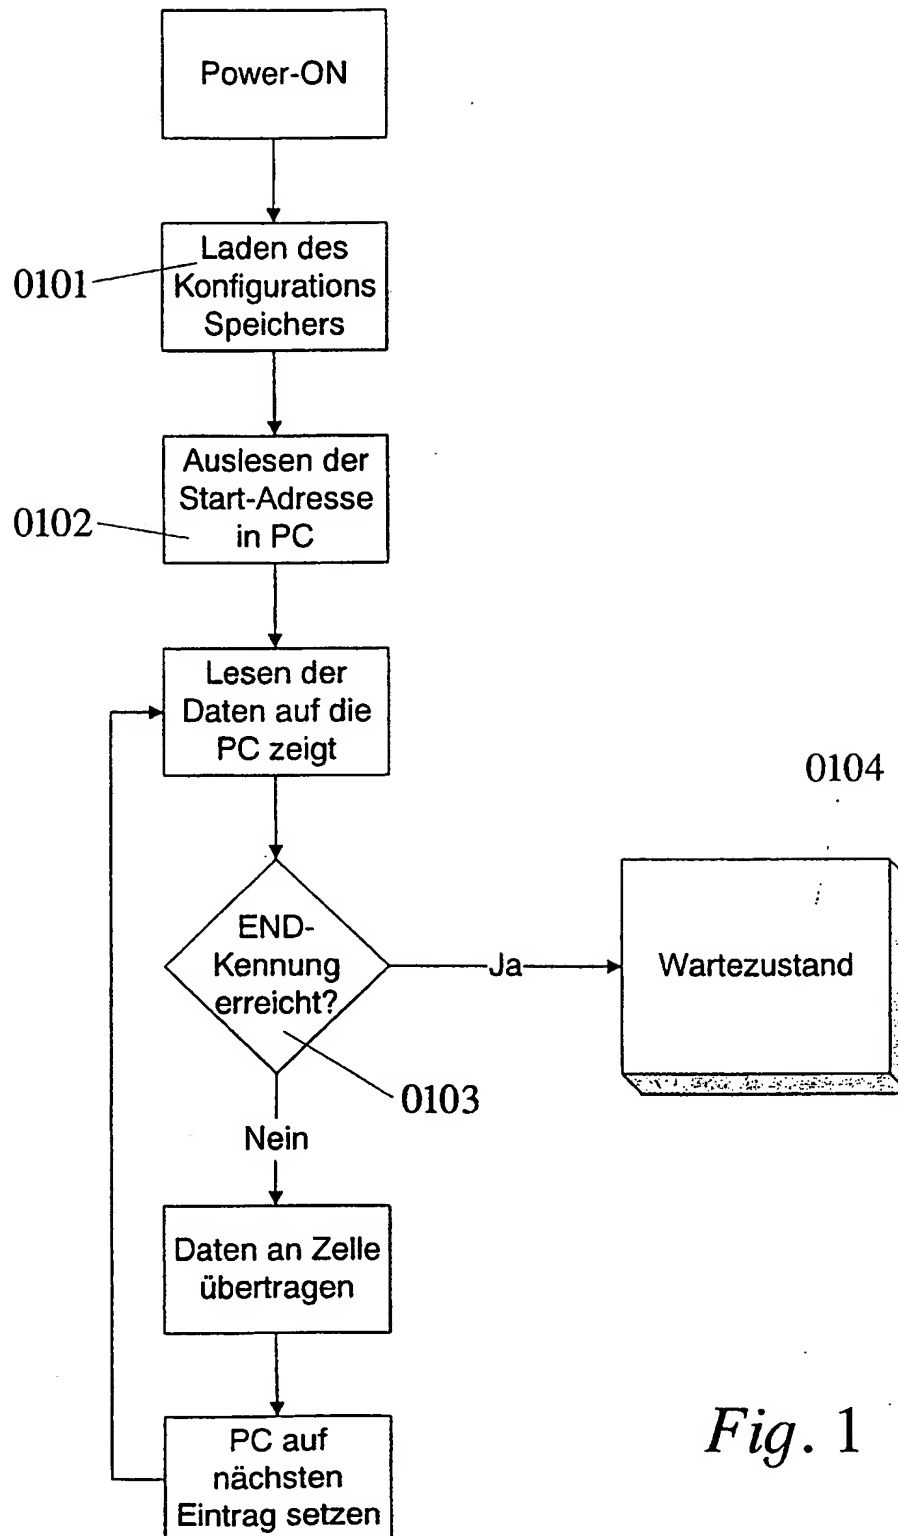 Power-ON
0101
Laden des
Konfigurations
Speichers
0102
Auslesen der
Start-Adresse
in PC
Lesen der
Daten auf die
PC zeigt
0104
END-
Kennung
erreicht?
Ja
Wartezustand
0103
Nein
Daten an Zelle
übertragen
PC auf
nächsten
Eintrag setzen
Fig. 1